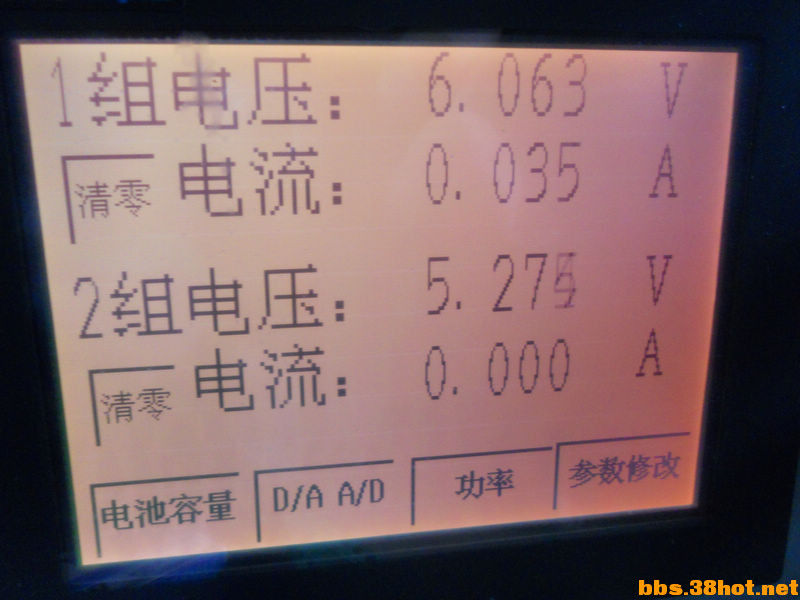 1组电压: 6.063 V
清零 电流: 0.035 A
2组电压: 5.27 V
清零 电流: 0.000 A
电池容量 D/A A/D 功率 参数修改
bbs.38hot.net